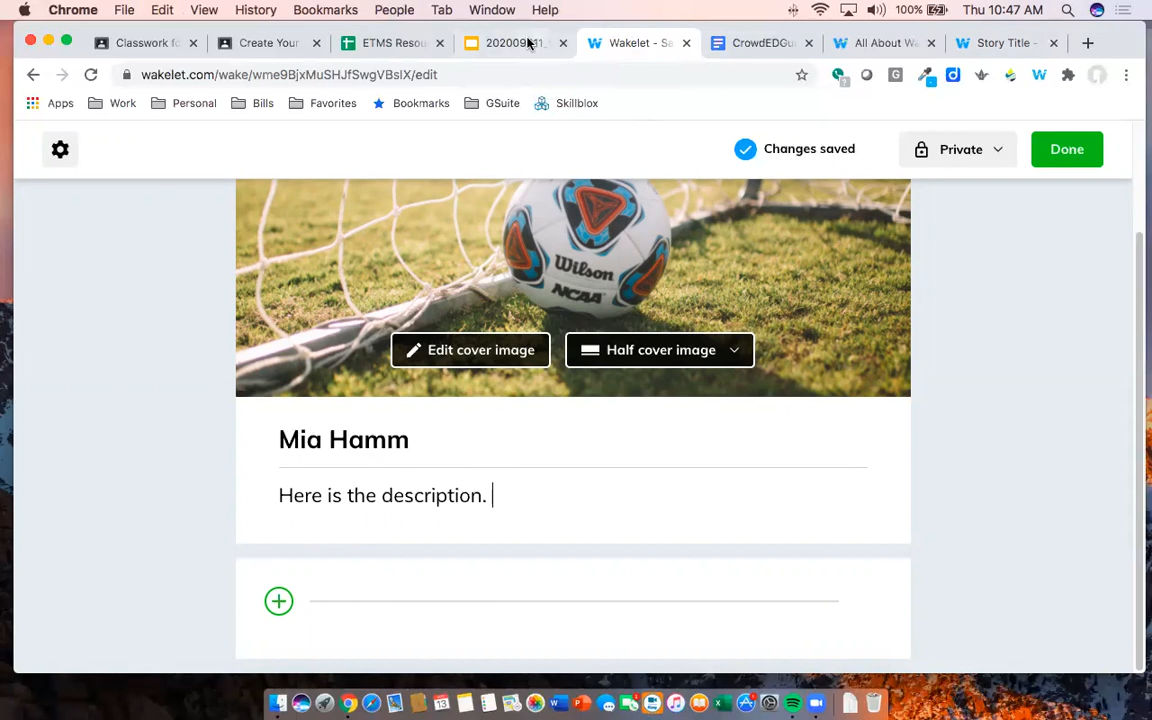 Chrome File Edit View History Bookmarks People Tab Window Help 100% Thu 10:47 AM
Classwork fo Create Your ETMS Resou Wakelet - Sa CrowdEDGu All About Wa Story Title -
wakelet.com/wake/wme9BjxMuSHJfSwgVBslX/edit
Apps Work Personal Bills Favorites Bookmarks GSuite Skillblox
Changes saved Private Done
Wilson
NCAA
Edit cover image Half cover image
Mia Hamm
Here is the description.